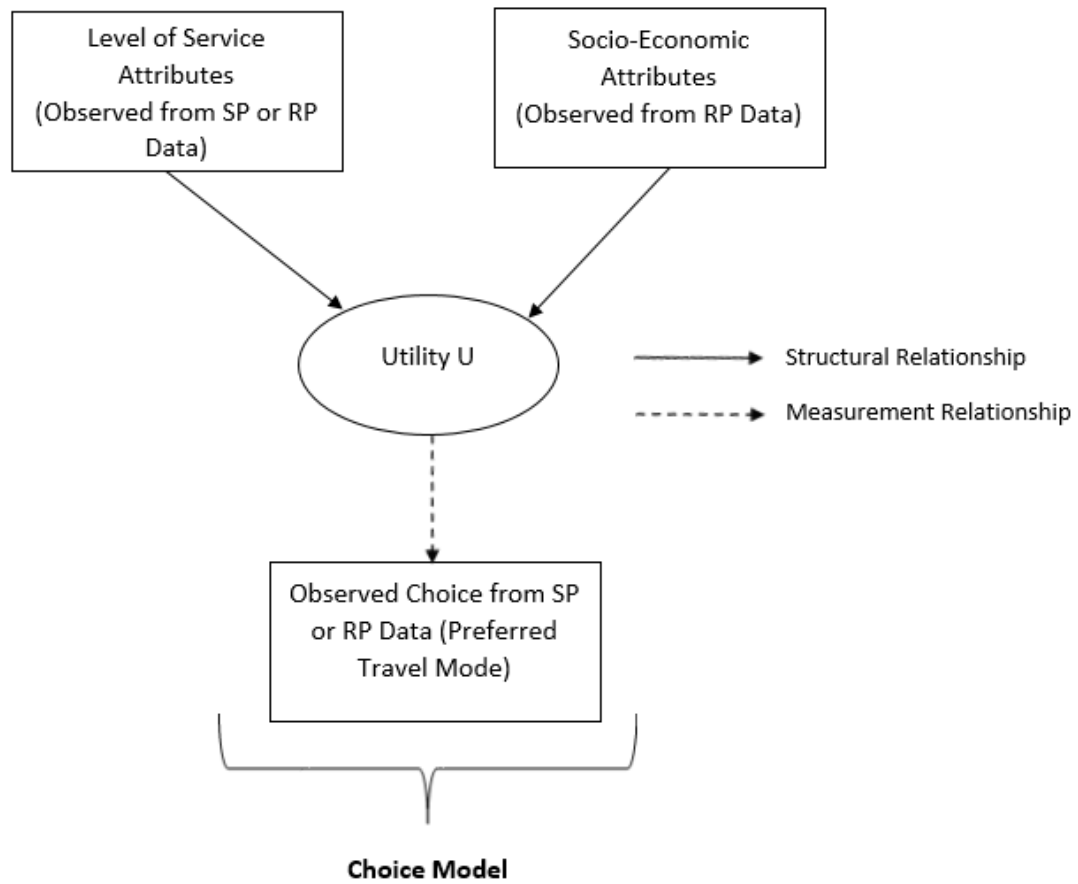 Level of Service
Attributes
(Observed from SP or RP
Data)
Socio-Economic
Attributes
(Observed from RP Data)
Utility U
Structural Relationship
Measurement Relationship
Observed Choice from SP
or RP Data (Preferred
Travel Mode)
Choice Model